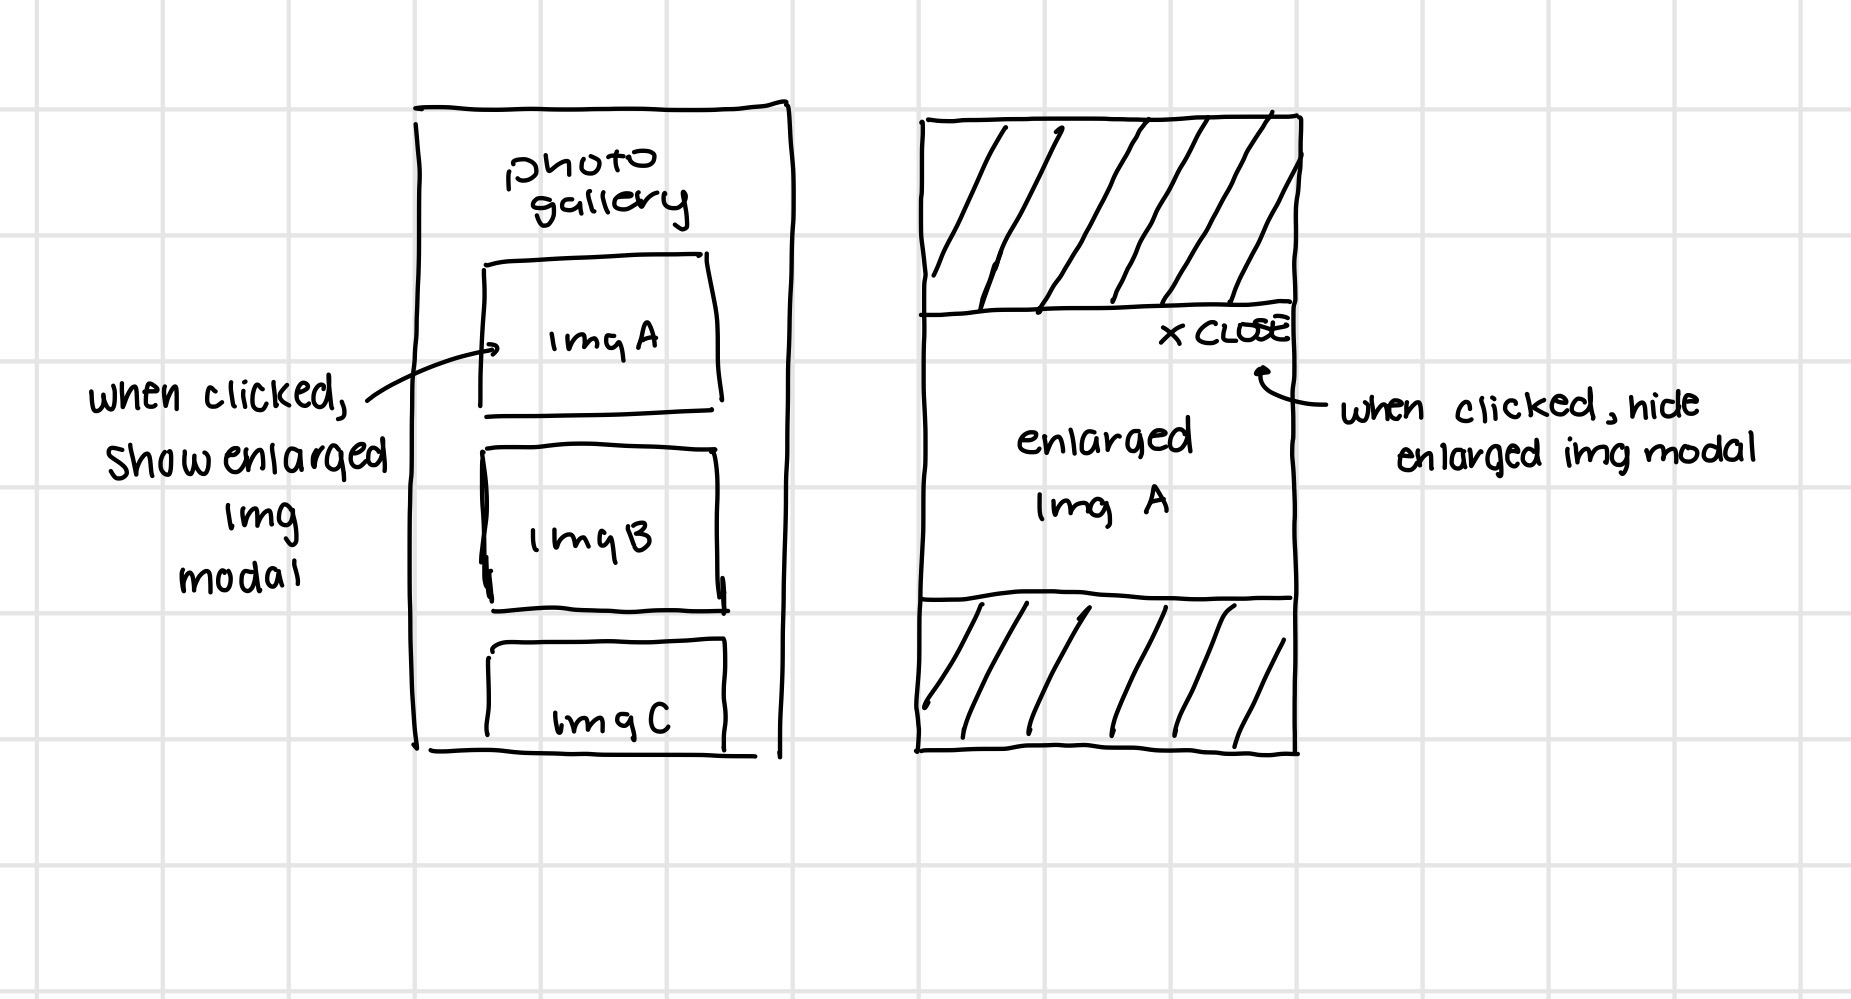 photo
gallery
Img A
when clicked,
show enlarged
Img
modal
Img B
Img C
x CLOSE
when clicked, hide
enlarged img modal
enlarged
Img A